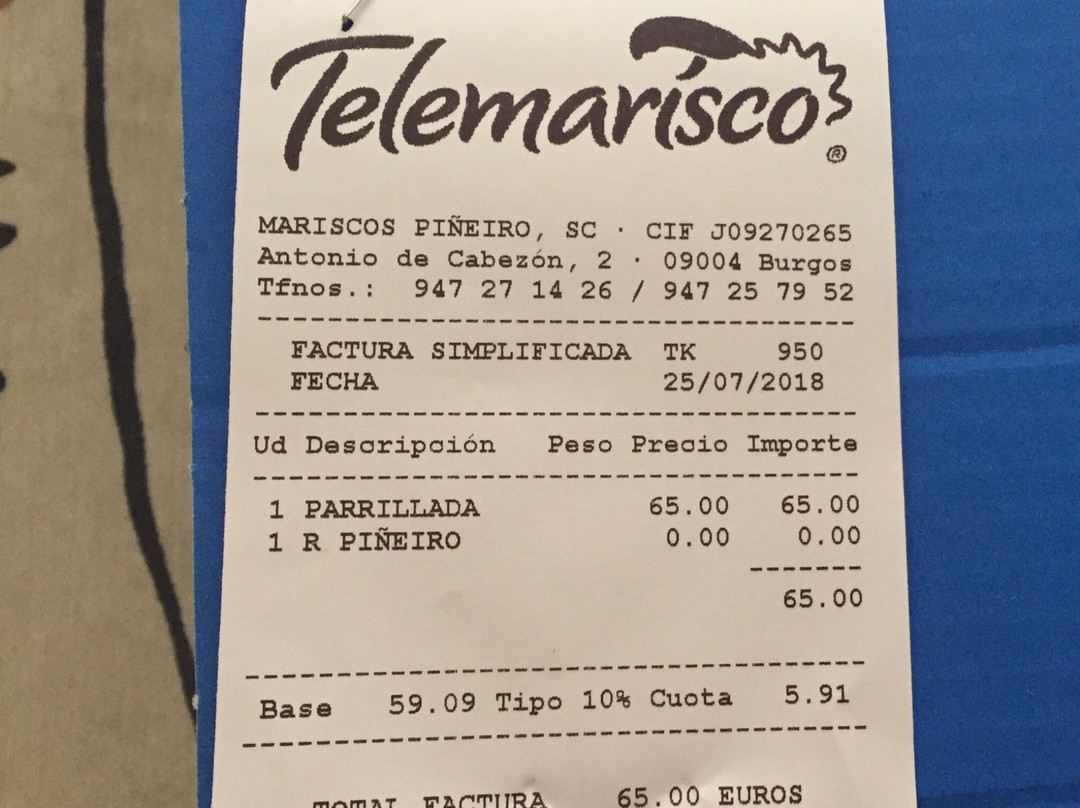 Telemarisco
®
MARISCOS PIÑEIRO, SC · CIF J09270265
Antonio de Cabezón, 2 · 09004 Burgos
Tfnos.: 947 27 14 26 / 947 25 79 52
FACTURA SIMPLIFICADA TK 950
FECHA 25/07/2018
Ud Descripción Peso Precio Importe
1 PARRILLADA 65.00 65.00
1 R PIÑEIRO 0.00 0.00
65.00
Base 59.09 Tipo 10% Cuota 5.91
TOTAL FACTURA 65.00 EUROS